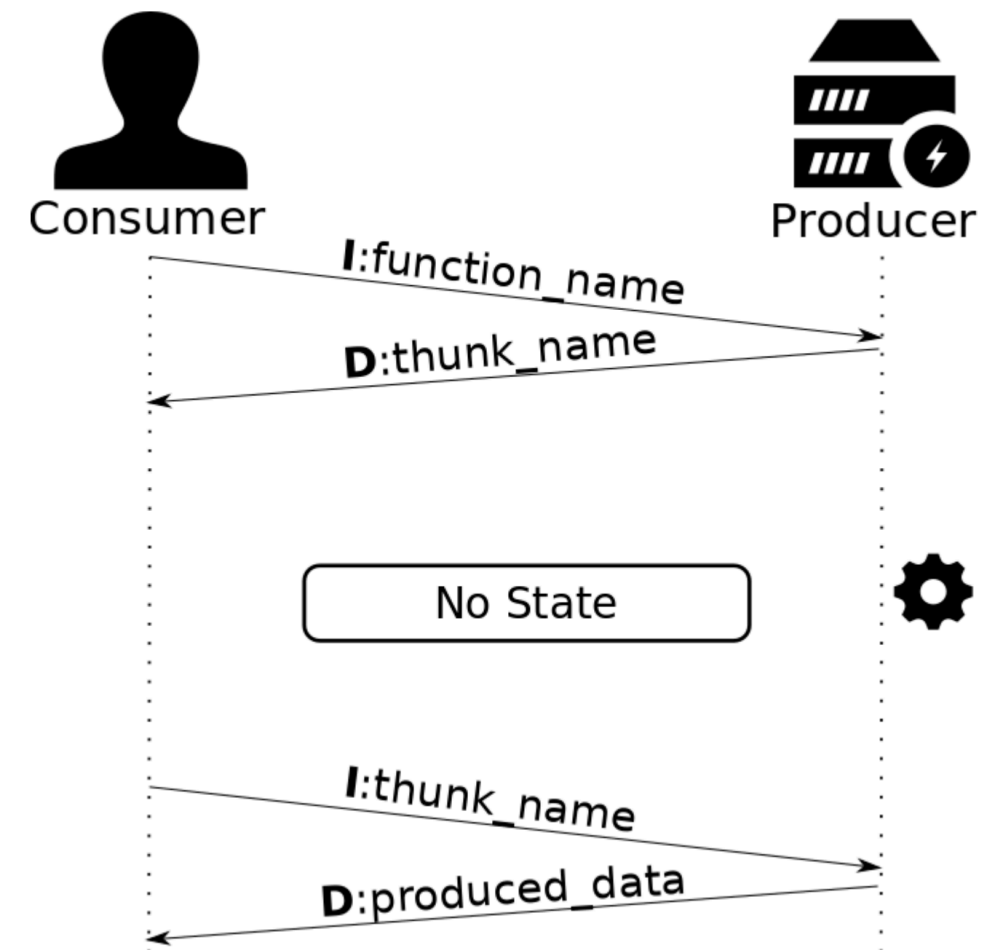 Consumer
Producer
I:function_name
D:thunk_name
No State
I:thunk_name
D:produced_data